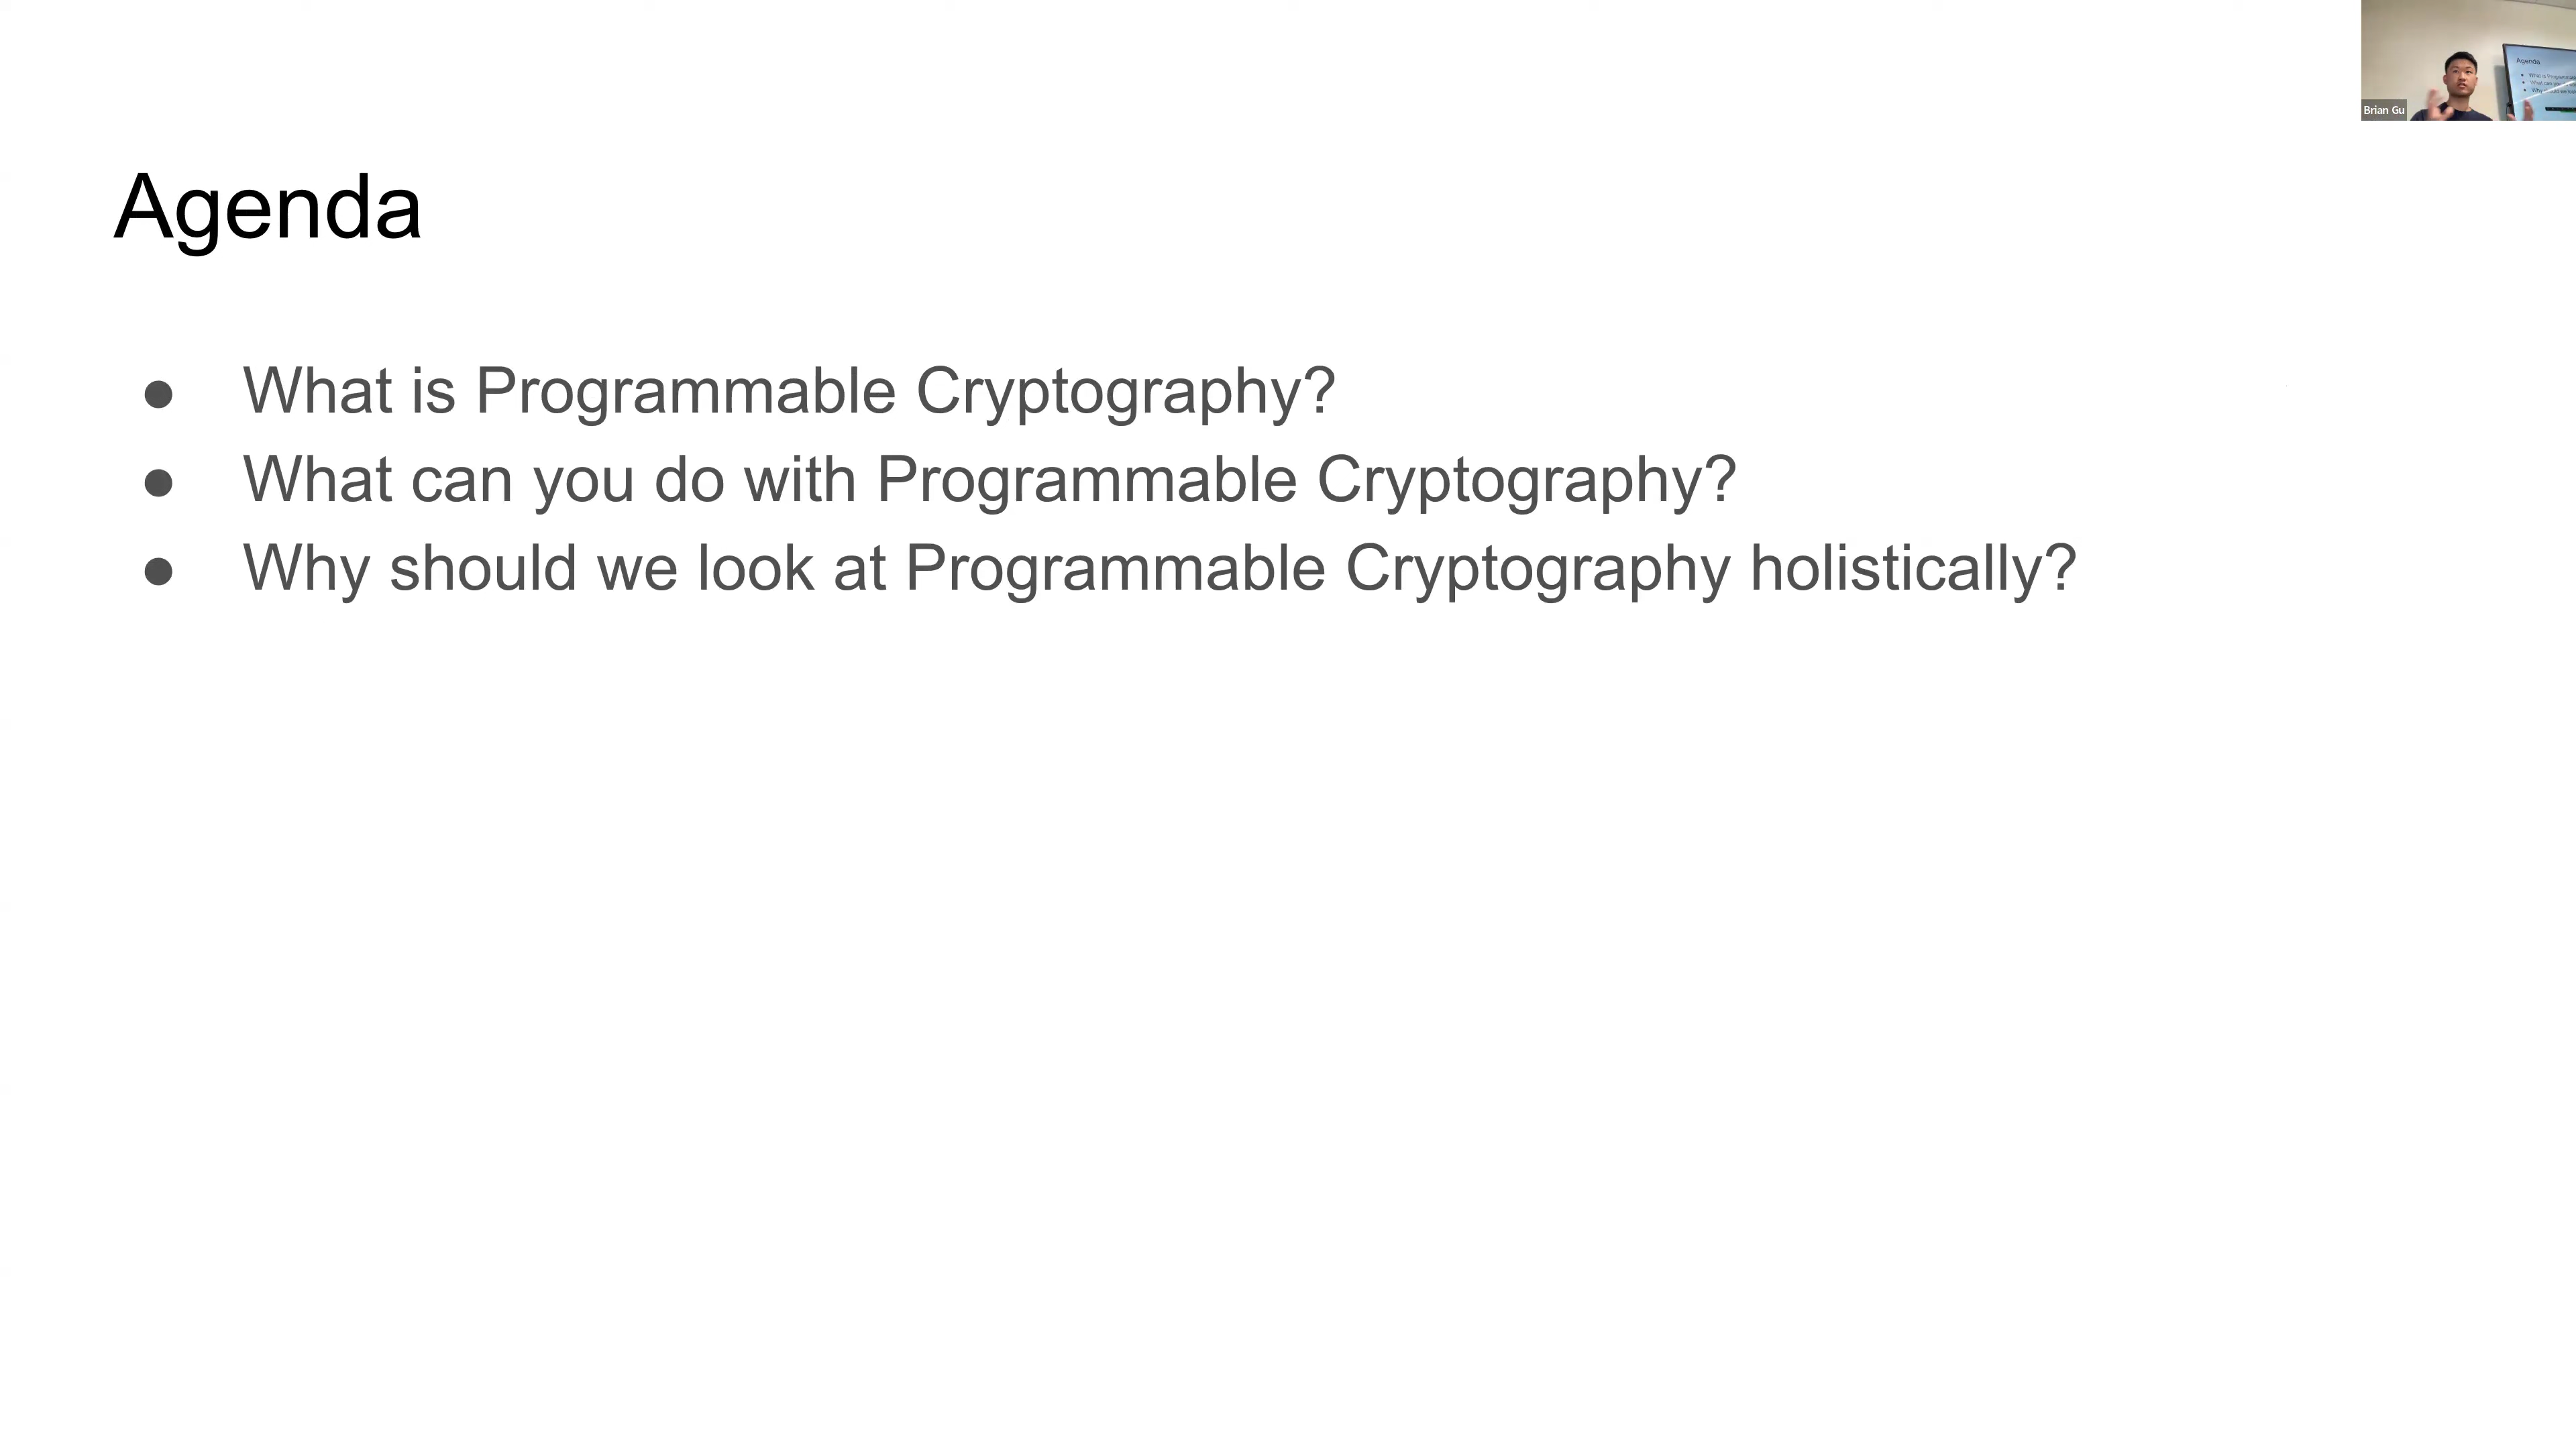 Brian Gu
Agenda
● What is Programmable Cryptography?
● What can you do with Programmable Cryptography?
● Why should we look at Programmable Cryptography holistically?
Agenda